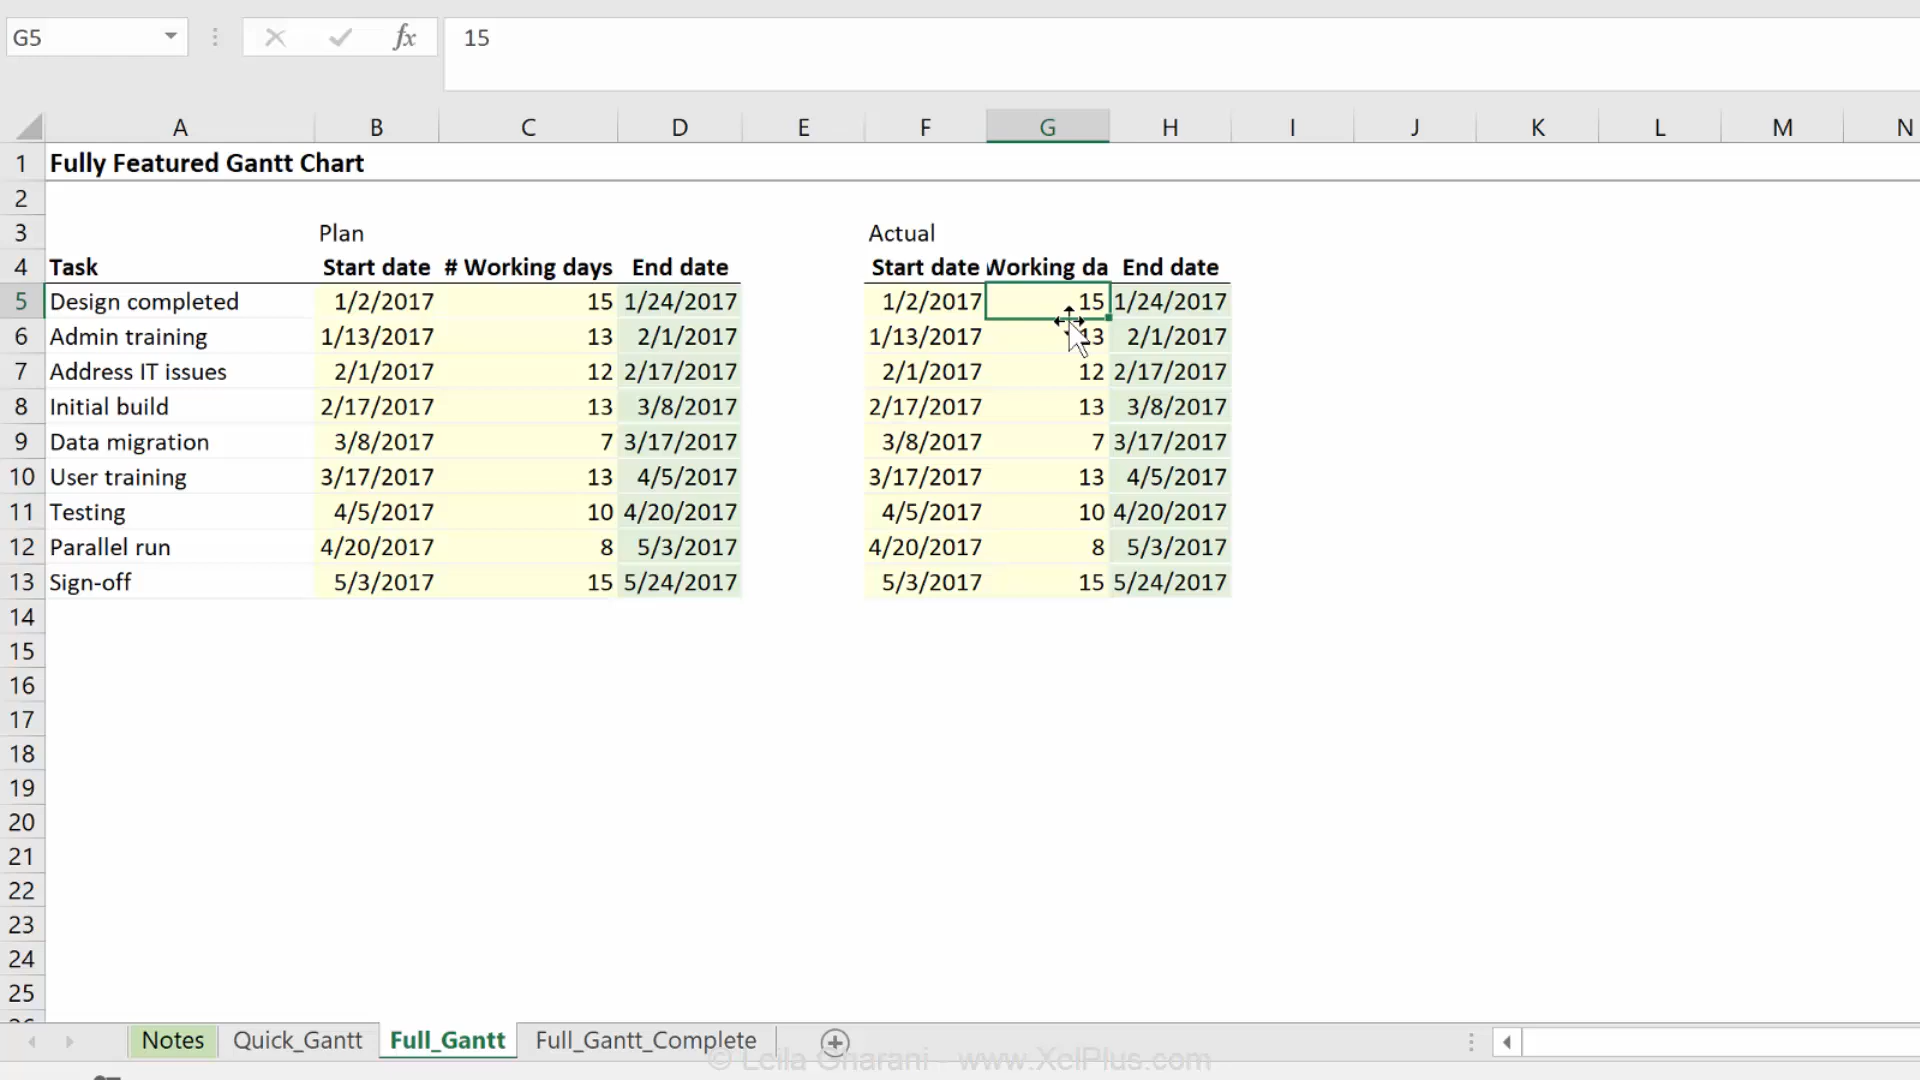 G5 fx 15
A B C D E F G H I J K L M N
1 Fully Featured Gantt Chart
2
3 Plan Actual
4 Task Start date # Working days End date Start date Working da End date
5 Design completed 1/2/2017 15 1/24/2017 1/2/2017 15 1/24/2017
6 Admin training 1/13/2017 13 2/1/2017 1/13/2017 13 2/1/2017
7 Address IT issues 2/1/2017 12 2/17/2017 2/1/2017 12 2/17/2017
8 Initial build 2/17/2017 13 3/8/2017 2/17/2017 13 3/8/2017
9 Data migration 3/8/2017 7 3/17/2017 3/8/2017 7 3/17/2017
10 User training 3/17/2017 13 4/5/2017 3/17/2017 13 4/5/2017
11 Testing 4/5/2017 10 4/20/2017 4/5/2017 10 4/20/2017
12 Parallel run 4/20/2017 8 5/3/2017 4/20/2017 8 5/3/2017
13 Sign-off 5/3/2017 15 5/24/2017 5/3/2017 15 5/24/2017
14
15
16
17
18
19
20
21
22
23
24
25
Notes Quick_Gantt Full_Gantt Full_Gantt_Complete
© Leila Gharani - www.XelPlus.com